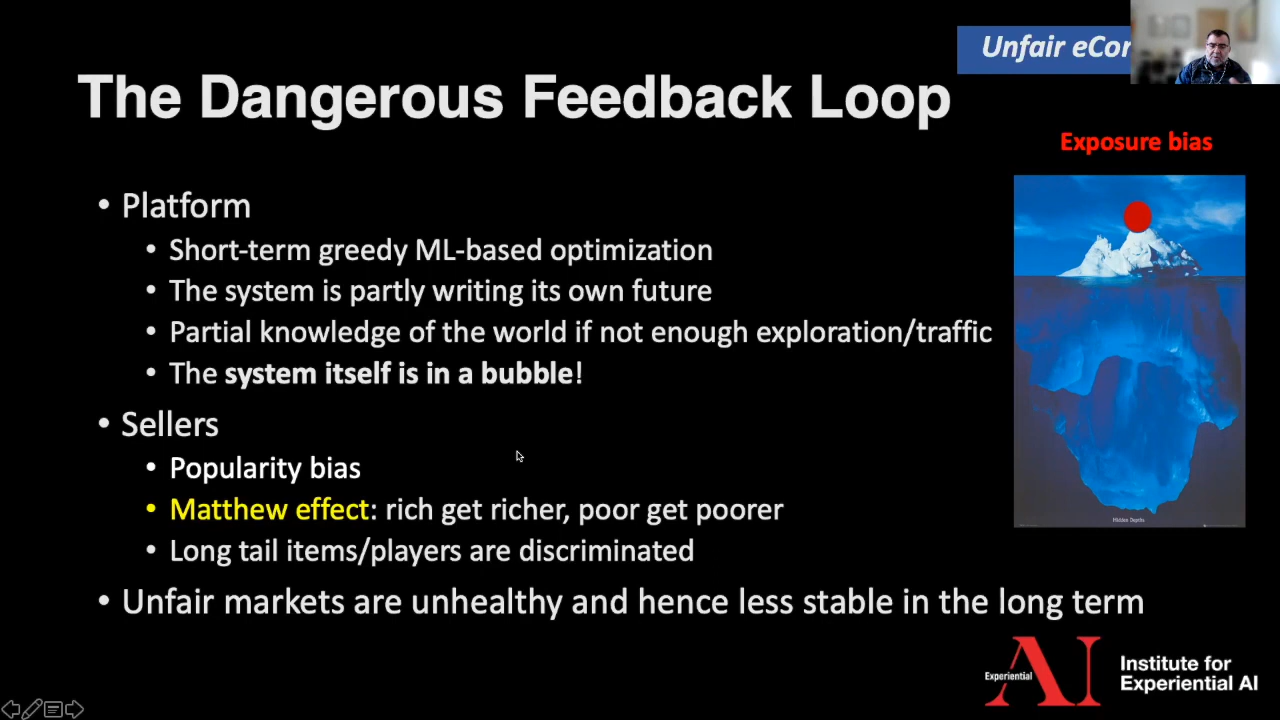 Unfair eCor
The Dangerous Feedback Loop
Exposure bias
• Platform
• Short-term greedy ML-based optimization
• The system is partly writing its own future
• Partial knowledge of the world if not enough exploration/traffic
• The system itself is in a bubble!
• Sellers
• Popularity bias
• Matthew effect: rich get richer, poor get poorer
• Long tail items/players are discriminated
• Unfair markets are unhealthy and hence less stable in the long term
Hidden Depths
Experiential
AI
Institute for
Experiential AI